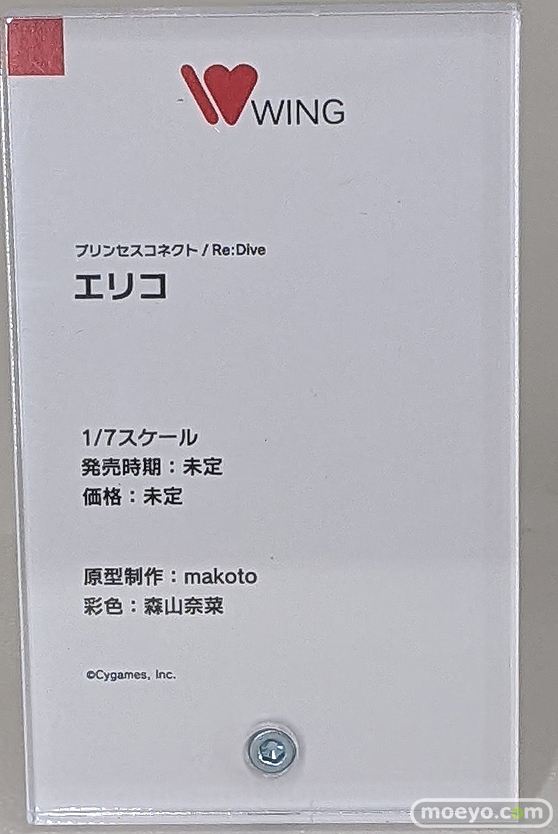 WING
プリンセスコネクト / Re:Dive
エリコ
1/7スケール
発売時期：未定
価格：未定
原型制作：makoto
彩色：森山奈菜
©Cygames, Inc.
moeyo.com